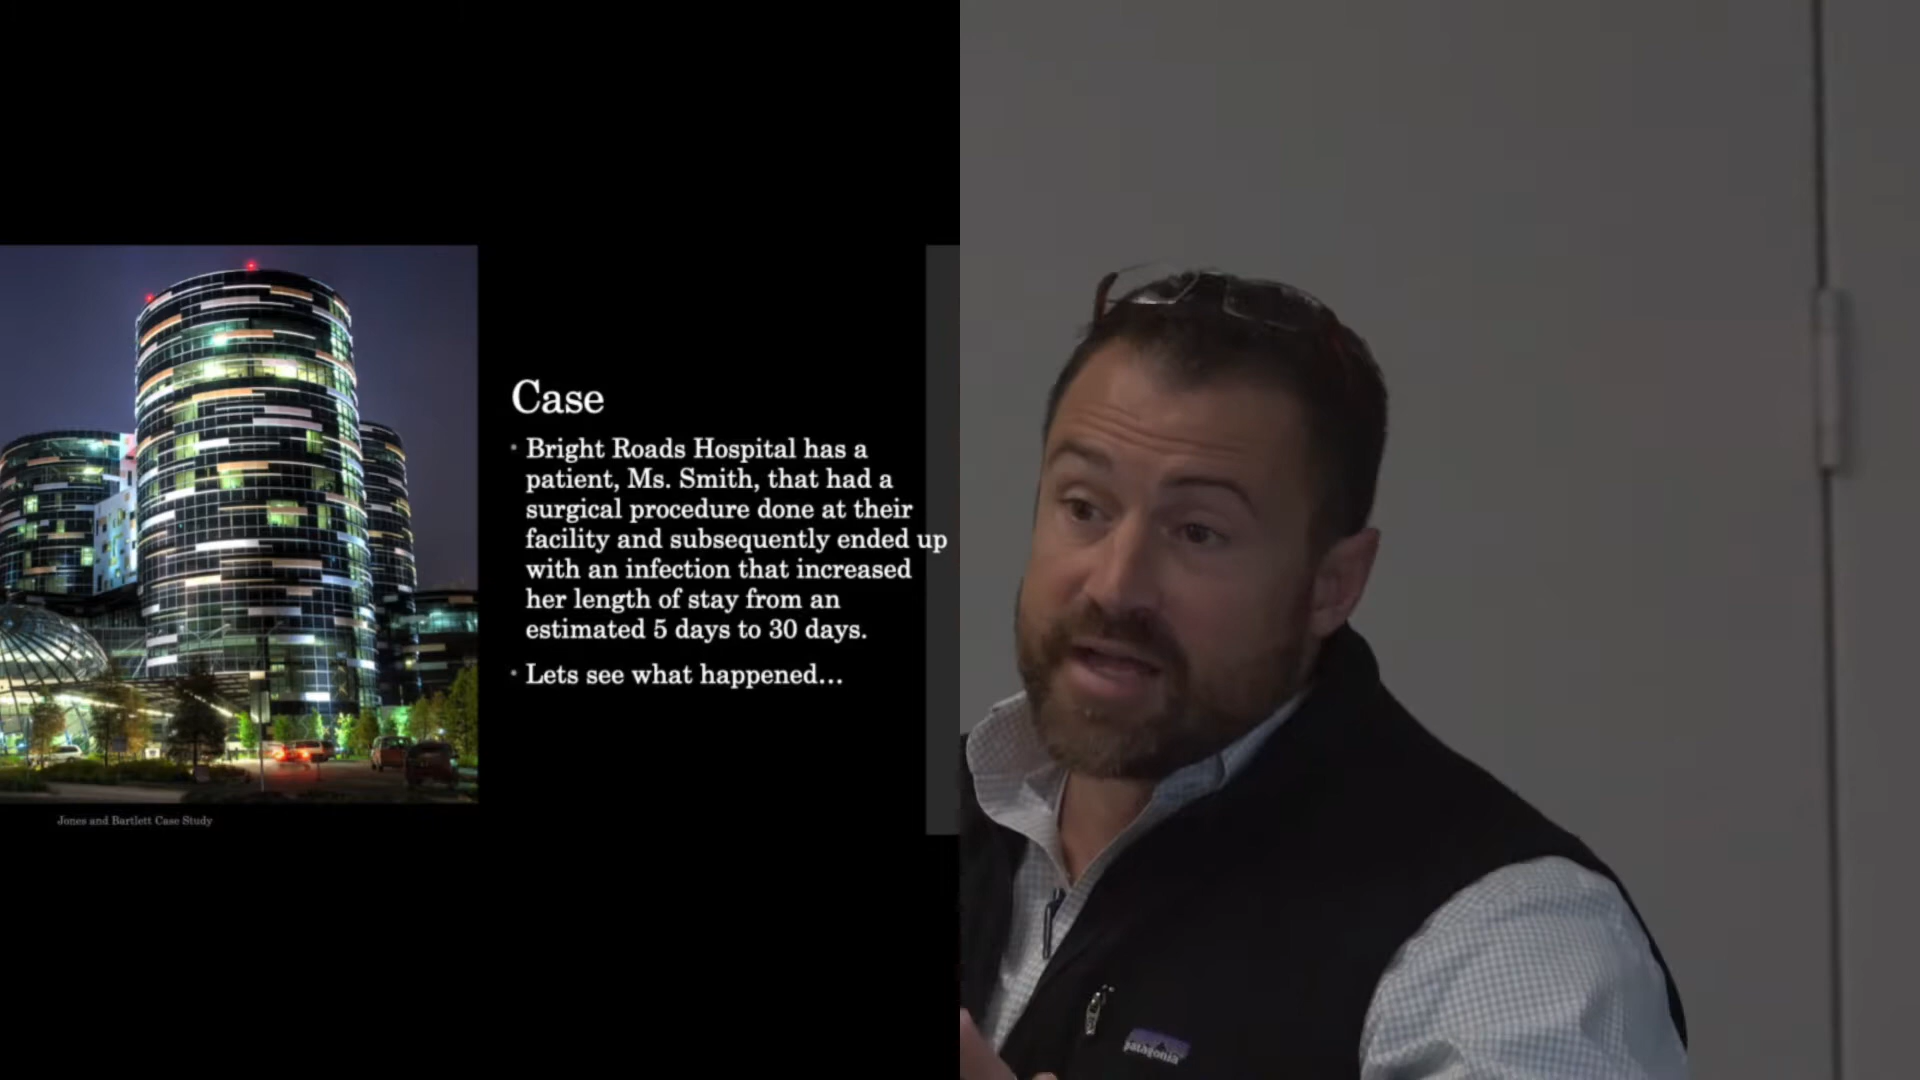 Case
• Bright Roads Hospital has a
patient, Ms. Smith, that had a
surgical procedure done at their
facility and subsequently ended up
with an infection that increased
her length of stay from an
estimated 5 days to 30 days.
• Lets see what happened...
Jones and Bartlett Case Study
patagonia